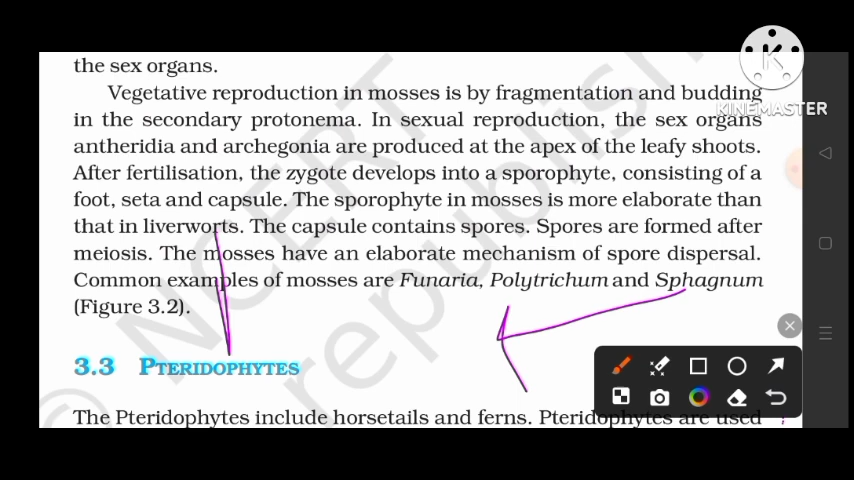 the sex organs.
Vegetative reproduction in mosses is by fragmentation and budding
in the secondary protonema. In sexual reproduction, the sex organs
antheridia and archegonia are produced at the apex of the leafy shoots.
After fertilisation, the zygote develops into a sporophyte, consisting of a
foot, seta and capsule. The sporophyte in mosses is more elaborate than
that in liverworts. The capsule contains spores. Spores are formed after
meiosis. The mosses have an elaborate mechanism of spore dispersal.
Common examples of mosses are Funaria, Polytrichum and Sphagnum
(Figure 3.2).
3.3 PTERIDOPHYTES
The Pteridophytes include horsetails and ferns. Pteridophytes are used
K
KINEMASTER
© NCERT
republish